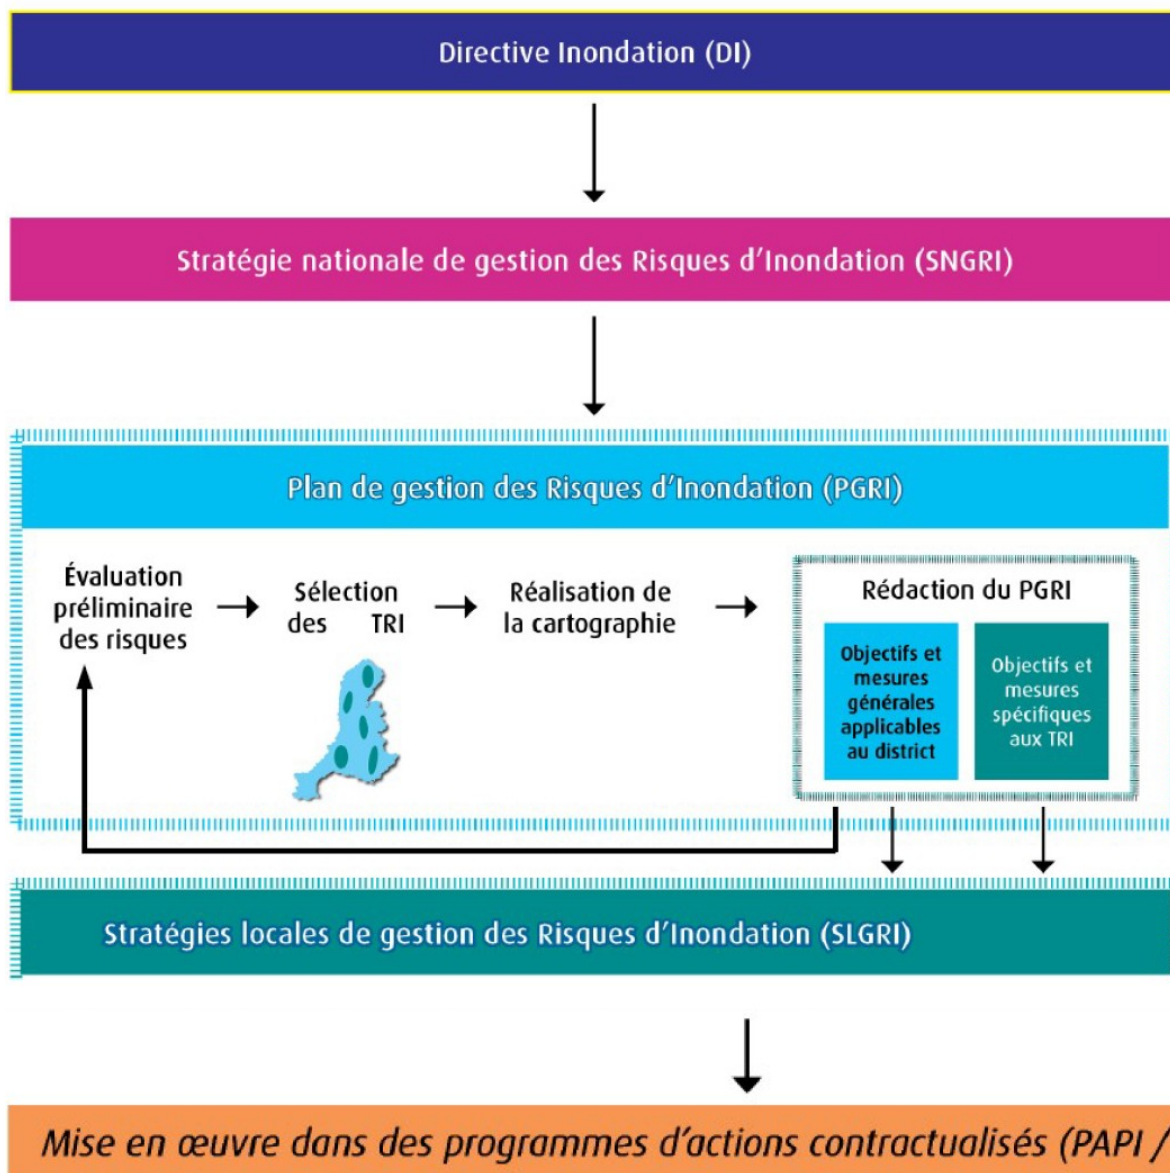 Directive Inondation (DI)
Stratégie nationale de gestion des Risques d'Inondation (SNGRI)
Plan de gestion des Risques d'Inondation (PGRI)
Évaluation
préliminaire
des risques
Sélection
des TRI
Réalisation de
la cartographie
Rédaction du PGRI
Objectifs et
mesures
générales
applicables
au district
Objectifs et
mesures
spécifiques
aux TRI
Stratégies locales de gestion des Risques d'Inondation (SLGRI)
Mise en œuvre dans des programmes d'actions contractualisés (PAPI /